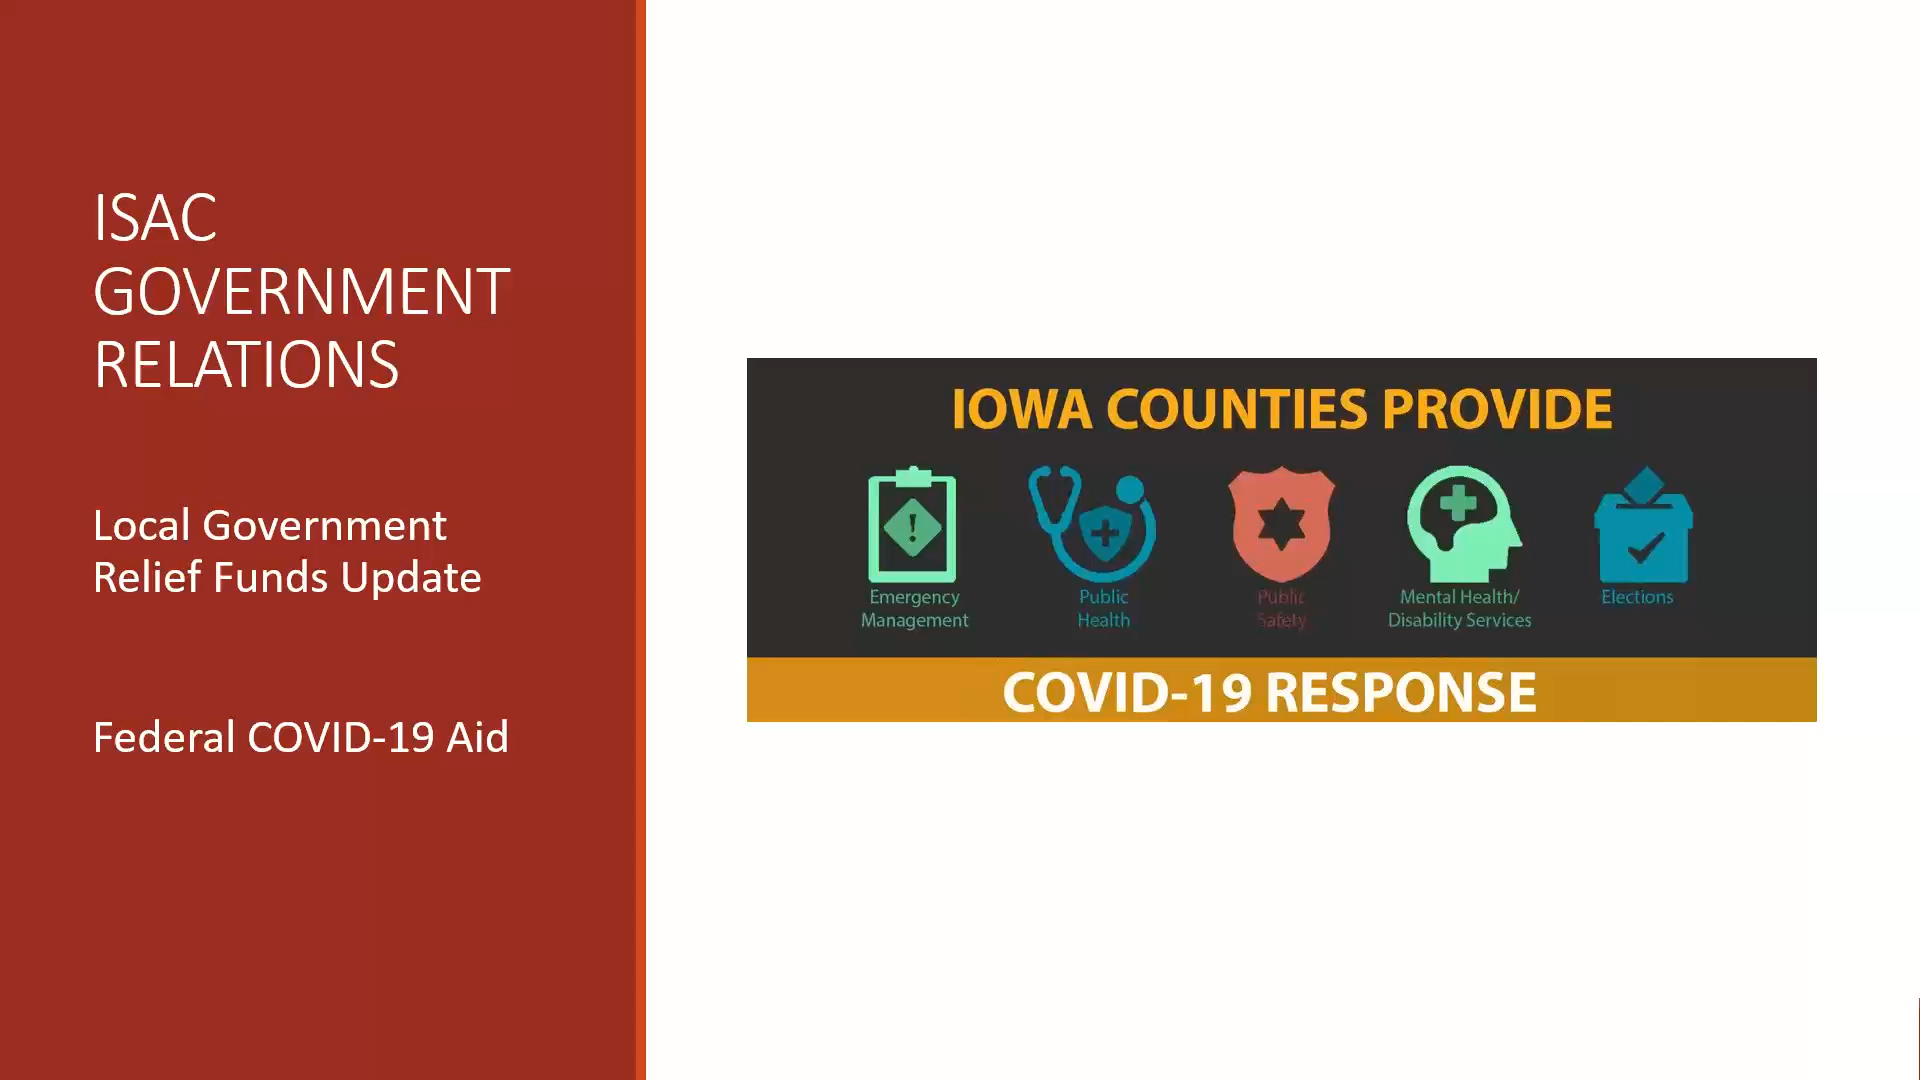 ISAC
GOVERNMENT
RELATIONS
Local Government
Relief Funds Update
Federal COVID-19 Aid
IOWA COUNTIES PROVIDE
Emergency
Management
Public
Health
Public
Safety
Mental Health/
Disability Services
Elections
COVID-19 RESPONSE